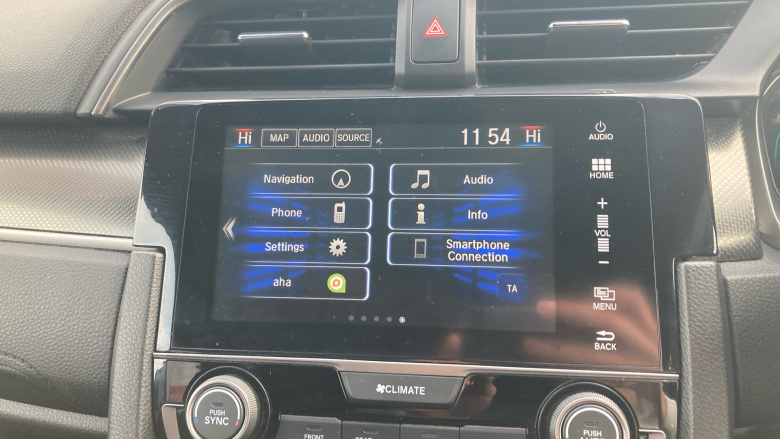 Hi MAP AUDIO SOURCE 11 54 Hi
AUDIO
HOME
Navigation
Audio
Phone
Info
+
VOL
−
Settings
Smartphone
Connection
aha
TA
MENU
BACK
CLIMATE
PUSH
SYNC
FRONT
PUSH